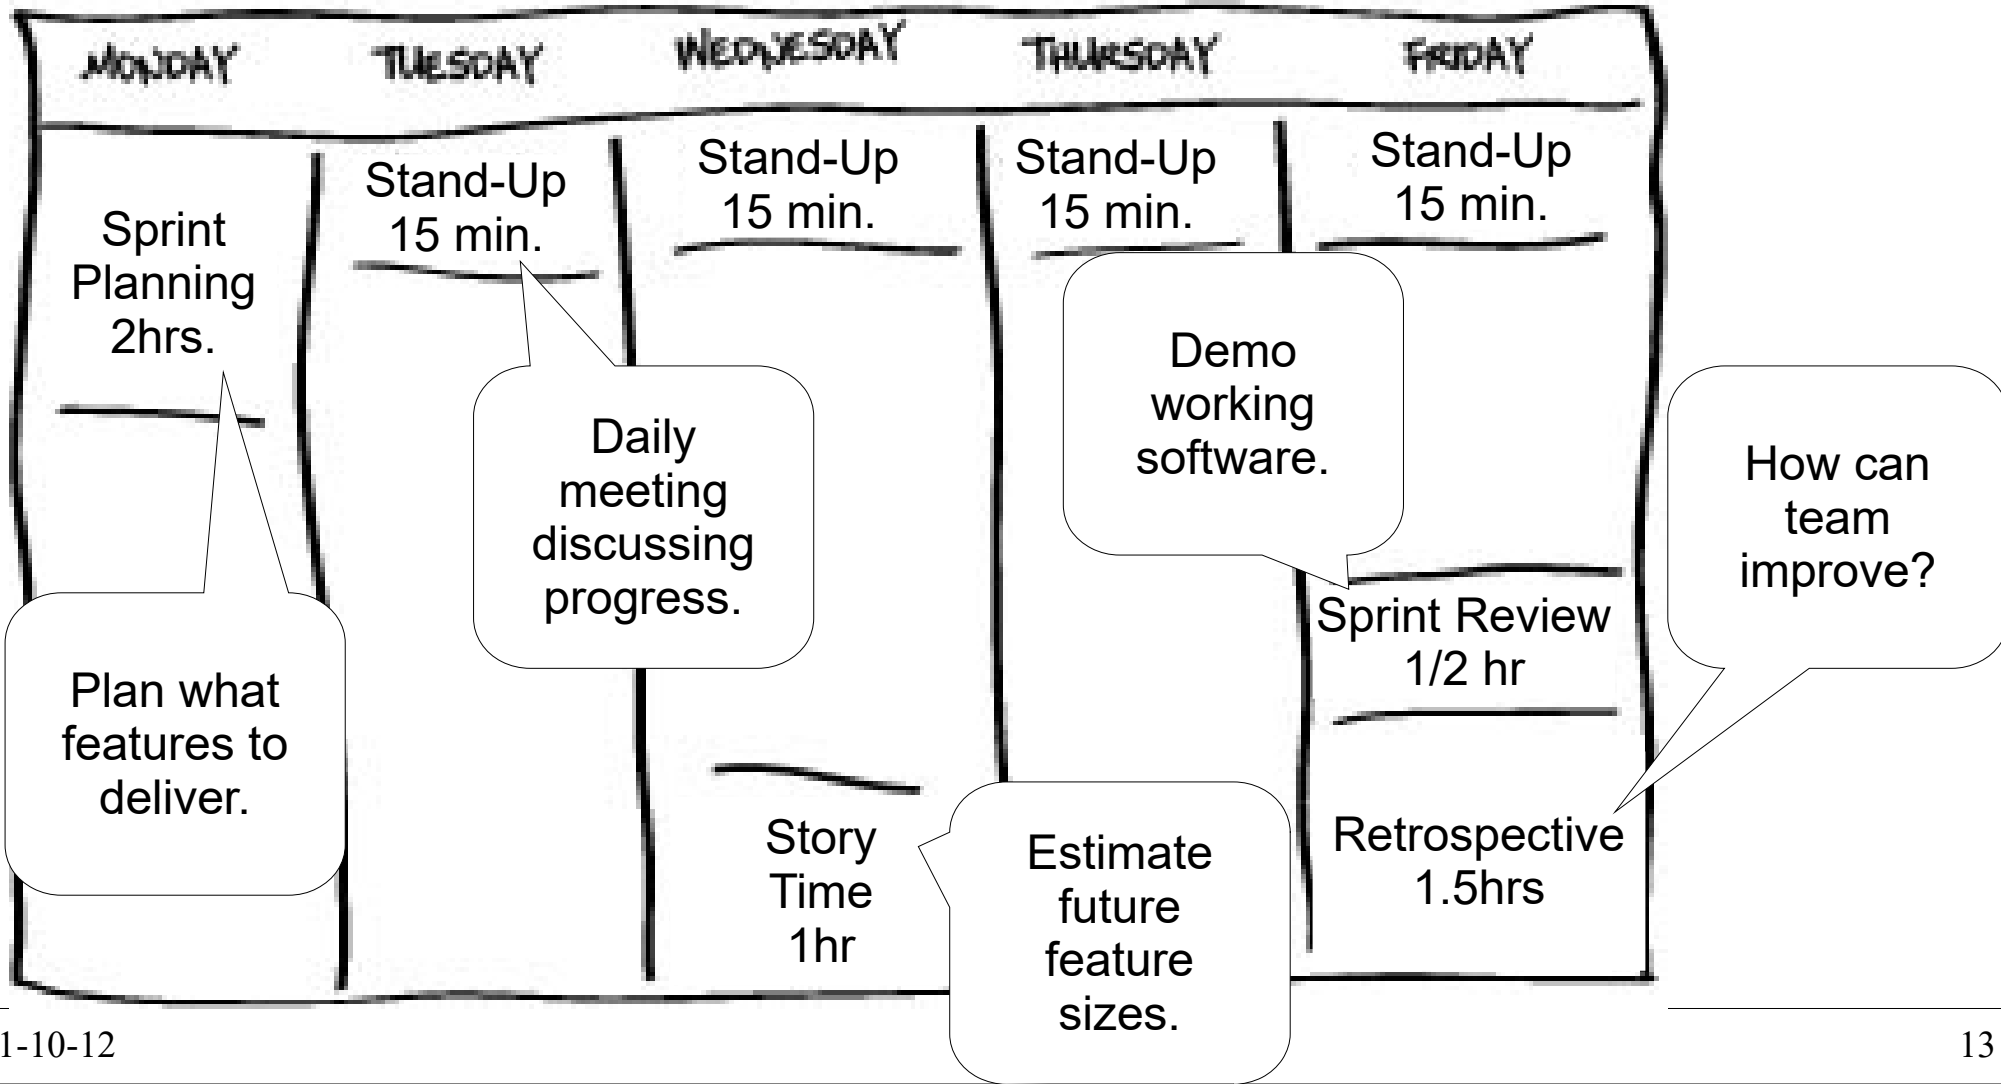 MONDAY
TUESDAY
WEDNESDAY
THURSDAY
FRIDAY
Sprint
Planning
2hrs.
Stand-Up
15 min.
Stand-Up
15 min.
Stand-Up
15 min.
Stand-Up
15 min.
Plan what
features to
deliver.
Daily
meeting
discussing
progress.
Story
Time
1hr
Estimate
future
feature
sizes.
Demo
working
software.
Sprint Review
1/2 hr
Retrospective
1.5hrs
How can
team
improve?
1-10-12
13